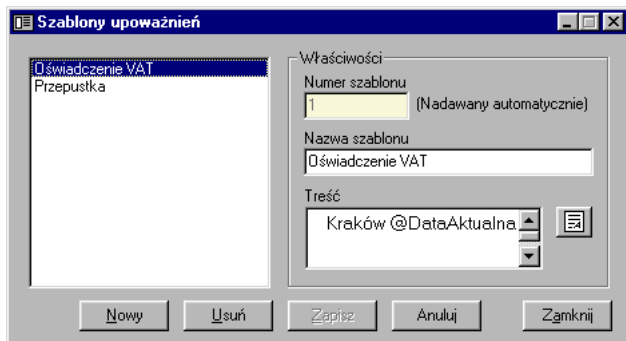 Szablony upoważnień
Oświadczenie VAT
Przepustka
Właściwości
Numer szablonu
1 (Nadawany automatycznie)
Nazwa szablonu
Oświadczenie VAT
Treść
Kraków @DataAktualna
Nowy Usuń Zapisz Anuluj Zamknij